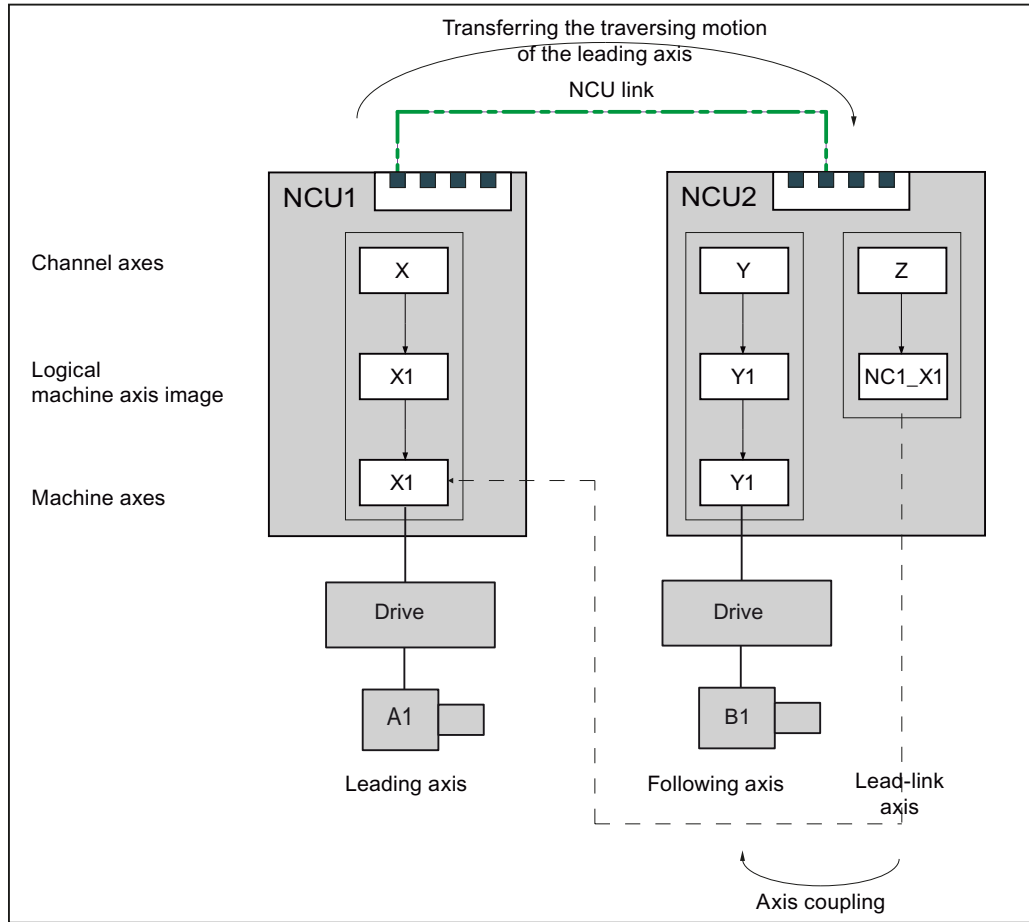 Transferring the traversing motion
of the leading axis
NCU link
NCU1
NCU2
Channel axes
X
Y
Z
Logical
machine axis image
X1
Y1
NC1_X1
Machine axes
X1
Y1
Drive
Drive
A1
B1
Leading axis
Following axis
Lead-link
axis
Axis coupling